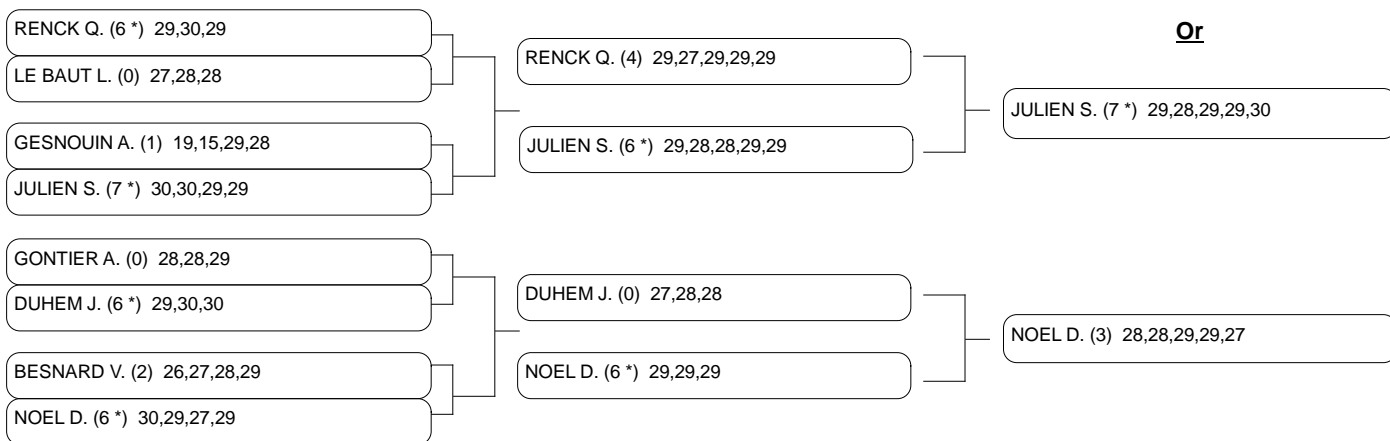 RENCK Q. (6 *) 29,30,29
LE BAUT L. (0) 27,28,28
GESNOUIN A. (1) 19,15,29,28
JULIEN S. (7 *) 30,30,29,29
GONTIER A. (0) 28,28,29
DUHEM J. (6 *) 29,30,30
BESNARD V. (2) 26,27,28,29
NOEL D. (6 *) 30,29,27,29
RENCK Q. (4) 29,27,29,29,29
JULIEN S. (6 *) 29,28,28,29,29
DUHEM J. (0) 27,28,28
NOEL D. (6 *) 29,29,29
Or
JULIEN S. (7 *) 29,28,29,29,30
NOEL D. (3) 28,28,29,29,27